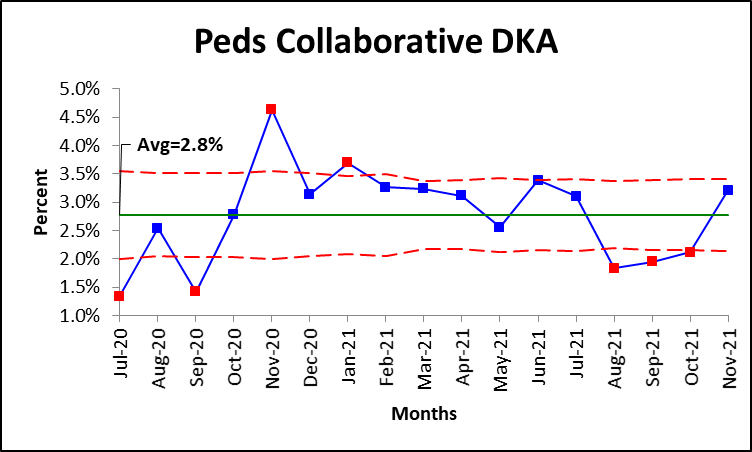 Peds Collaborative DKA
5.0%
4.5%
4.0%
3.5%
3.0%
2.5%
2.0%
1.5%
1.0%
Avg=2.8%
Percent
Jul-20
Aug-20
Sep-20
Oct-20
Nov-20
Dec-20
Jan-21
Feb-21
Mar-21
Apr-21
May-21
Jun-21
Jul-21
Aug-21
Sep-21
Oct-21
Nov-21
Months